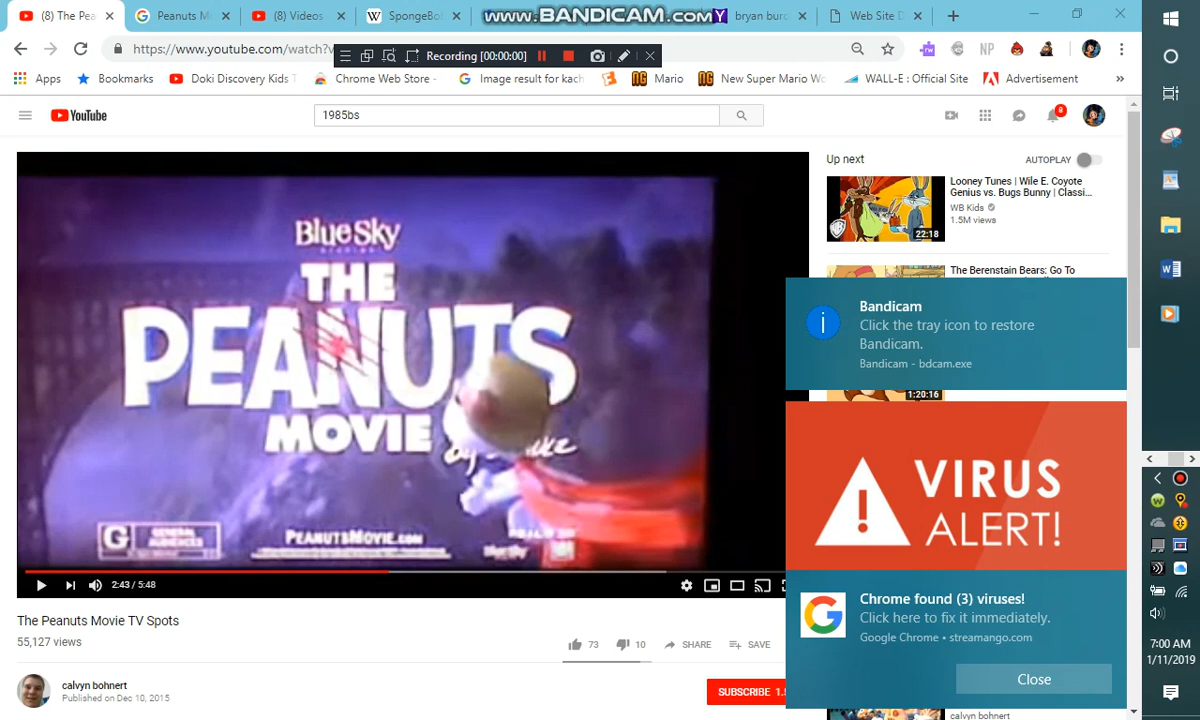 (8) The Pea
Peanuts M
(8) Videos
SpongeBo
www.BANDICAM.com
bryan burc
Web Site D
https://www.youtube.com/watch?v
Recording [00:00:00]
NP
Apps
Bookmarks
Doki Discovery Kids T
Chrome Web Store -
Image result for kach
Mario
New Super Mario Wo
WALL-E : Official Site
Advertisement
YouTube
1985bs
8
Up next
AUTOPLAY
Looney Tunes | Wile E. Coyote
Genius vs. Bugs Bunny | Classi...
WB Kids
1.5M views
22:18
The Berenstain Bears: Go To
1:20:16
BlueSky
THE
PEANUTS
MOVIE
G
GENERAL
AUDIENCES
PEANUTSMOVIE.COM
2:43 / 5:48
Bandicam
Click the tray icon to restore
Bandicam.
Bandicam - bdcam.exe
VIRUS
ALERT!
Chrome found (3) viruses!
Click here to fix it immediately.
Google Chrome • streamango.com
Close
The Peanuts Movie TV Spots
55,127 views
73
10
SHARE
SAVE
calvyn bohnert
Published on Dec 10, 2015
SUBSCRIBE 1.
calvyn bohnert
7:00 AM
1/11/2019